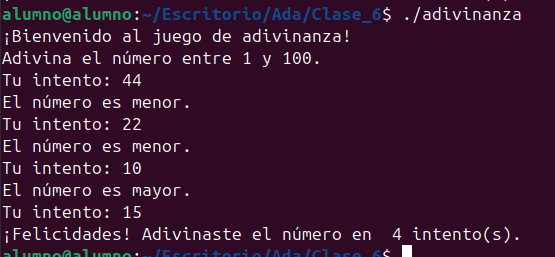 alumno@alumno:~/Escritorio/Ada/Clase_6$ ./adivinanza
¡Bienvenido al juego de adivinanza!
Adivina el número entre 1 y 100.
Tu intento: 44
El número es menor.
Tu intento: 22
El número es menor.
Tu intento: 10
El número es mayor.
Tu intento: 15
¡Felicidades! Adivinaste el número en  4 intento(s).
alumno@alumno:~/Escritorio/Ada/Clase_6$